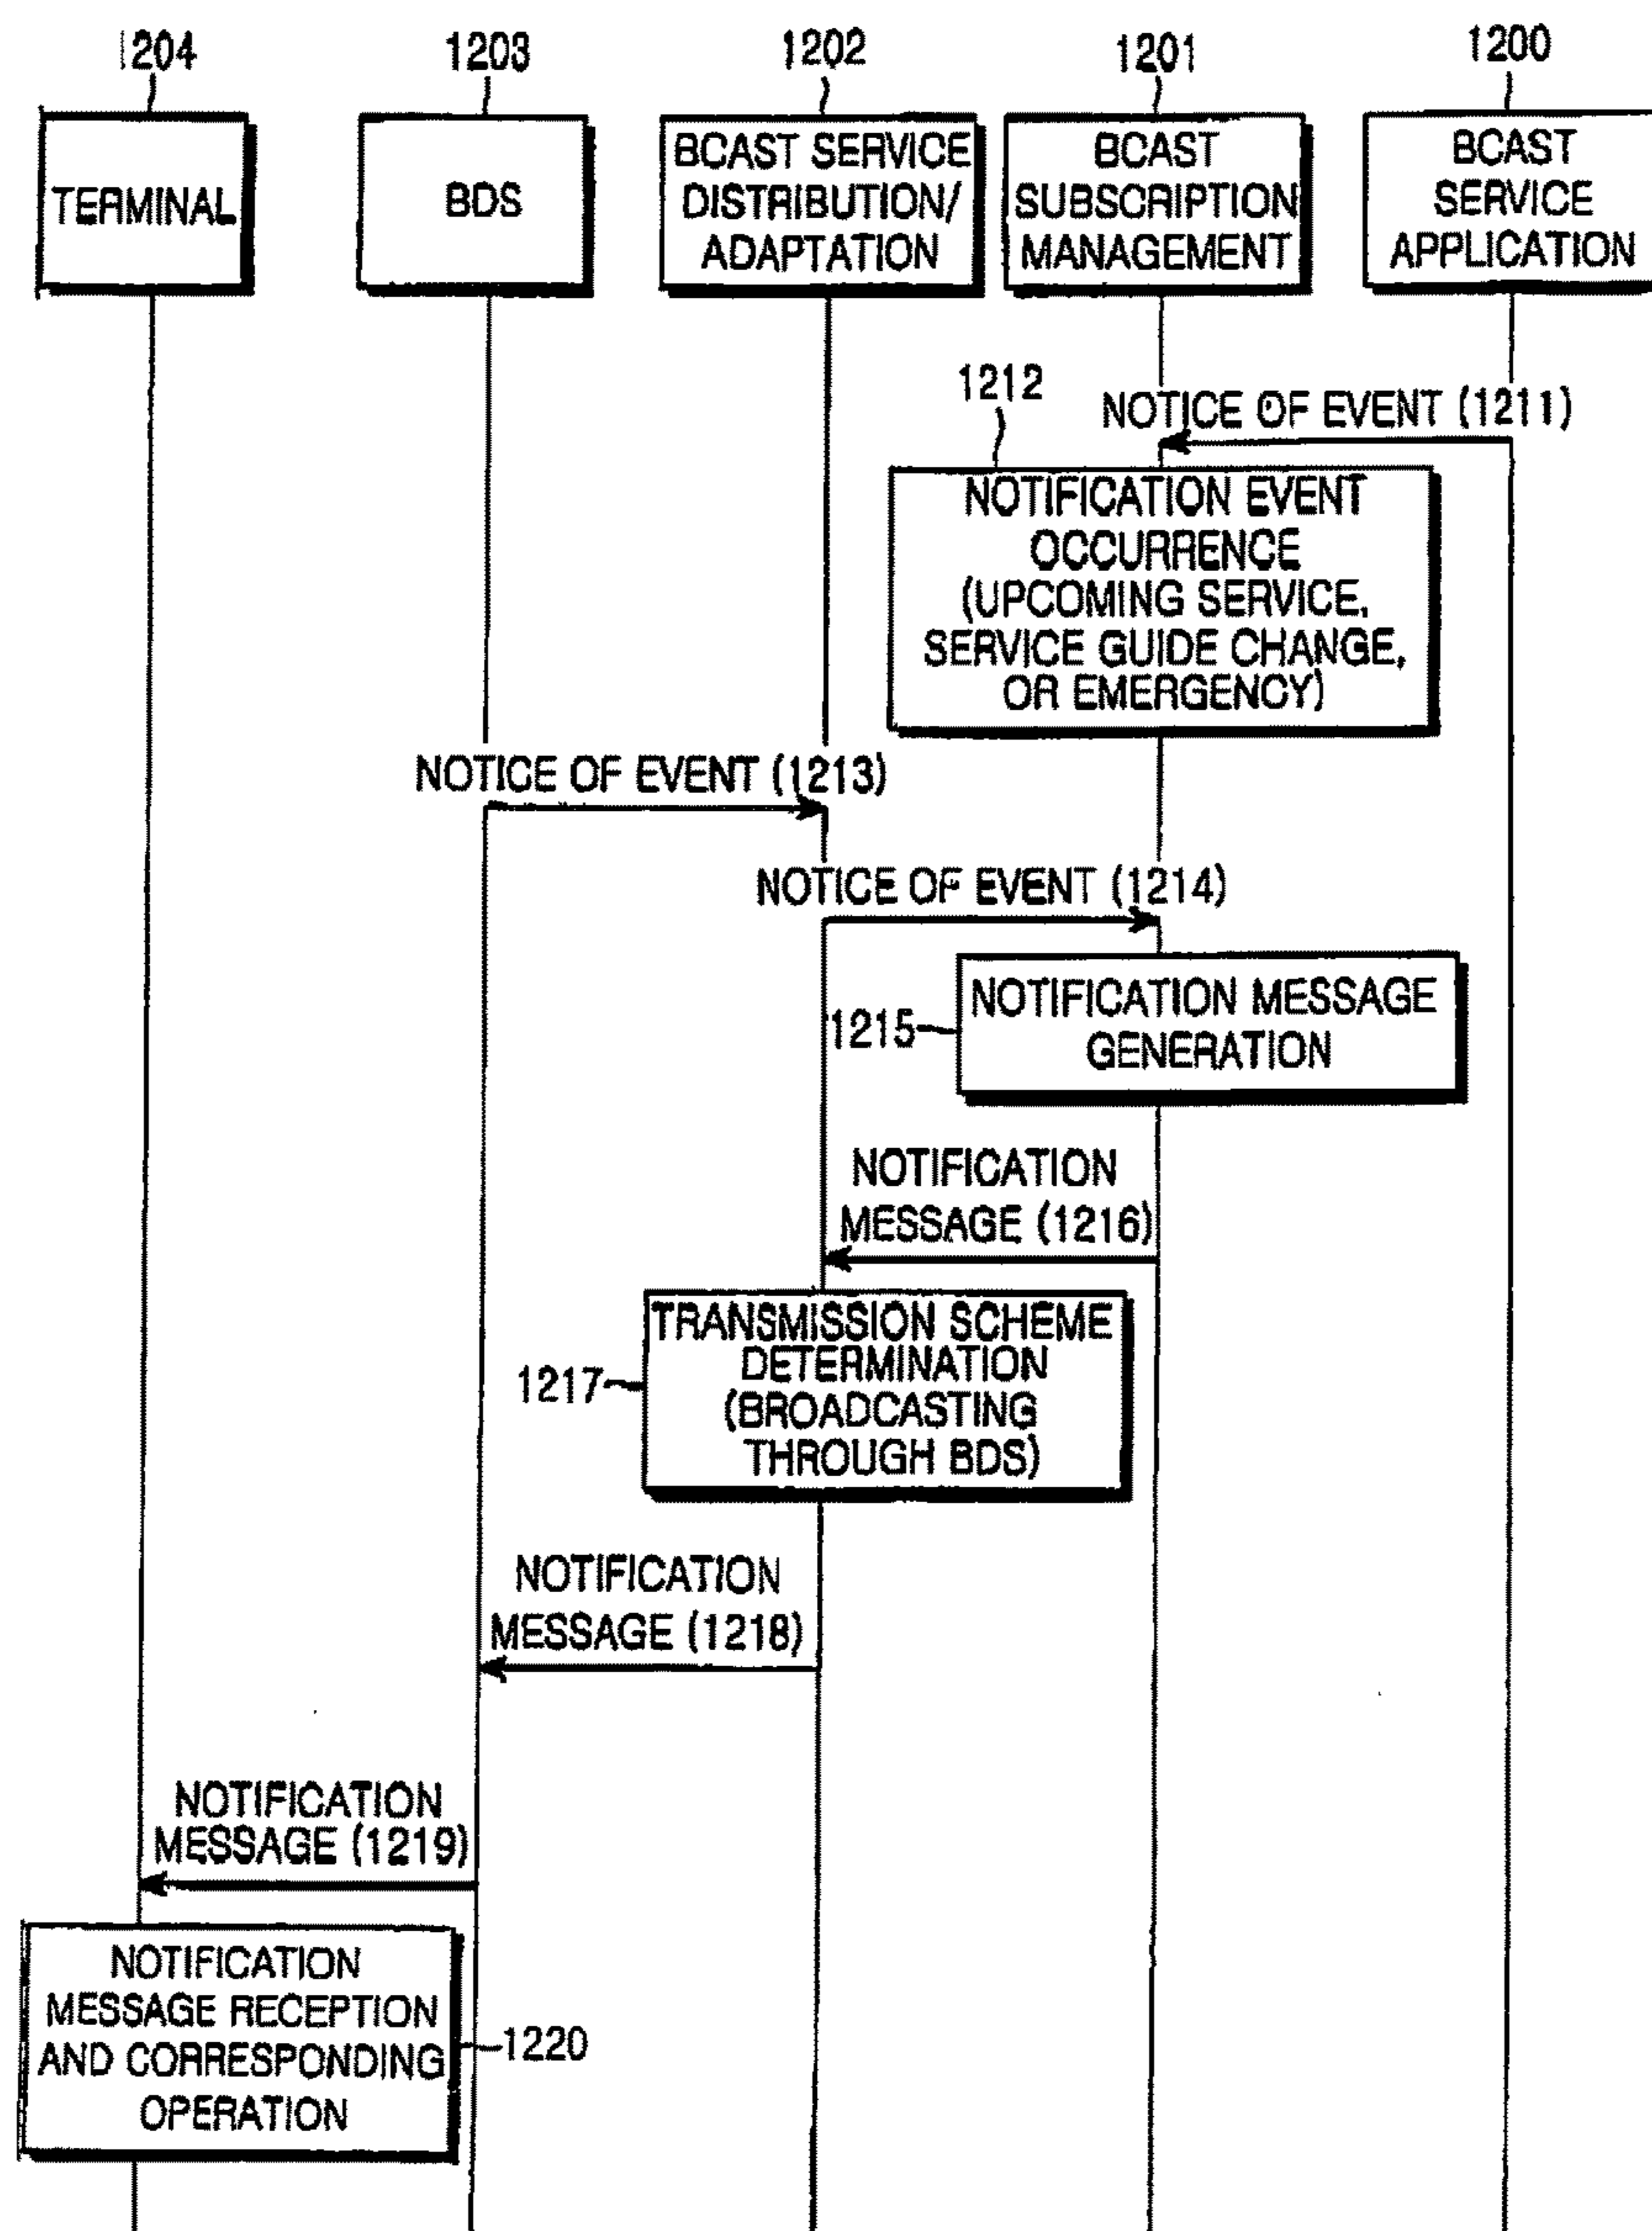 1204
1203
1202
1201
1200
TERMINAL
BDS
BCAST SERVICE
DISTRIBUTION/
ADAPTATION
BCAST
SUBSCRIPTION
MANAGEMENT
BCAST
SERVICE
APPLICATION
1212
NOTICE OF EVENT (1211)
NOTIFICATION EVENT
OCCURRENCE
(UPCOMING SERVICE,
SERVICE GUIDE CHANGE,
OR EMERGENCY)
NOTICE OF EVENT (1213)
NOTICE OF EVENT (1214)
1215
NOTIFICATION MESSAGE
GENERATION
NOTIFICATION
MESSAGE (1216)
1217
TRANSMISSION SCHEME
DETERMINATION
(BROADCASTING
THROUGH BDS)
NOTIFICATION
MESSAGE (1218)
NOTIFICATION
MESSAGE (1219)
NOTIFICATION
MESSAGE RECEPTION
AND CORRESPONDING
OPERATION
1220